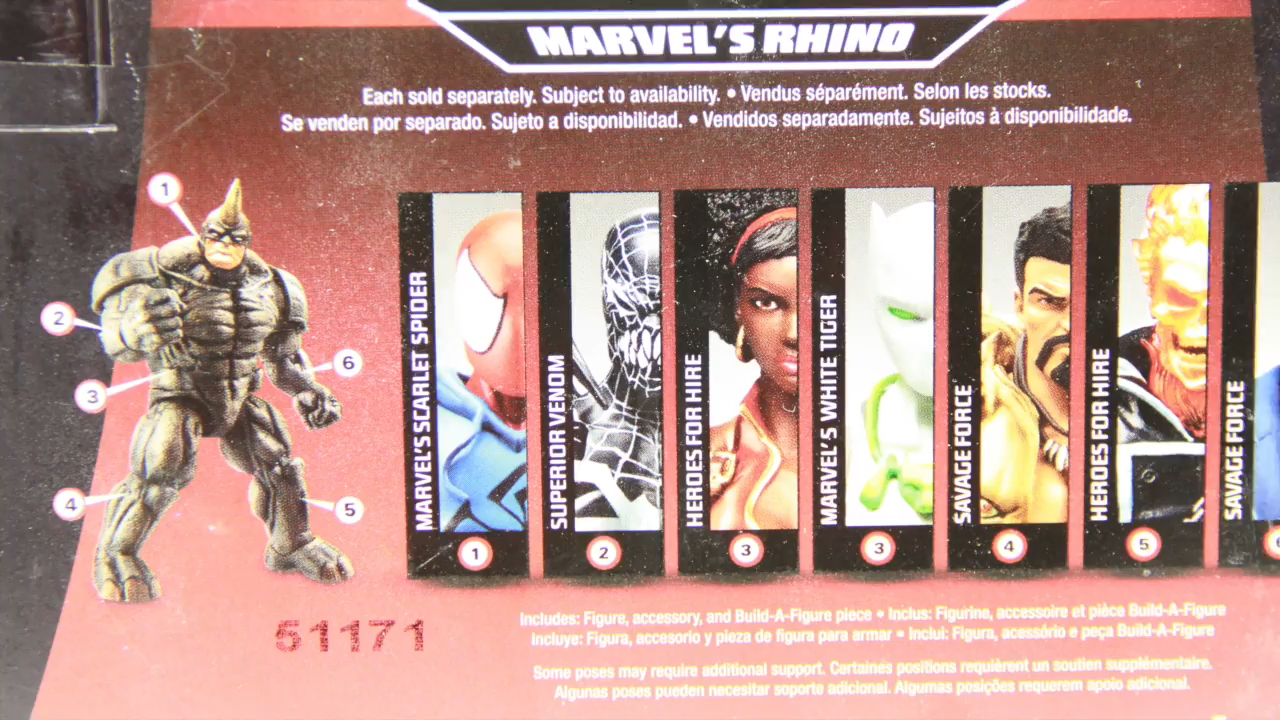 MARVEL'S RHINO
Each sold separately. Subject to availability. • Vendus séparément. Selon les stocks.
Se venden por separado. Sujeto a disponibilidad. • Vendidos separadamente. Sujeitos à disponibilidade.
1
2
3
4
5
6
MARVEL'S SCARLET SPIDER
1
SUPERIOR VENOM
2
HEROES FOR HIRE
3
MARVEL'S WHITE TIGER
3
SAVAGE FORCE
4
HEROES FOR HIRE
5
SAVAGE FORCE
6
51171
Includes: Figure, accessory, and Build-A-Figure piece • Inclus: Figurine, accessoire et pièce Build-A-Figure
Incluye: Figura, accesorio y pieza de figura para armar • Inclui: Figura, acessório e peça Build-A-Figure
Some poses may require additional support. Certaines positions requièrent un soutien supplémentaire.
Algunas poses pueden necesitar soporte adicional. Algumas posições requerem apoio adicional.